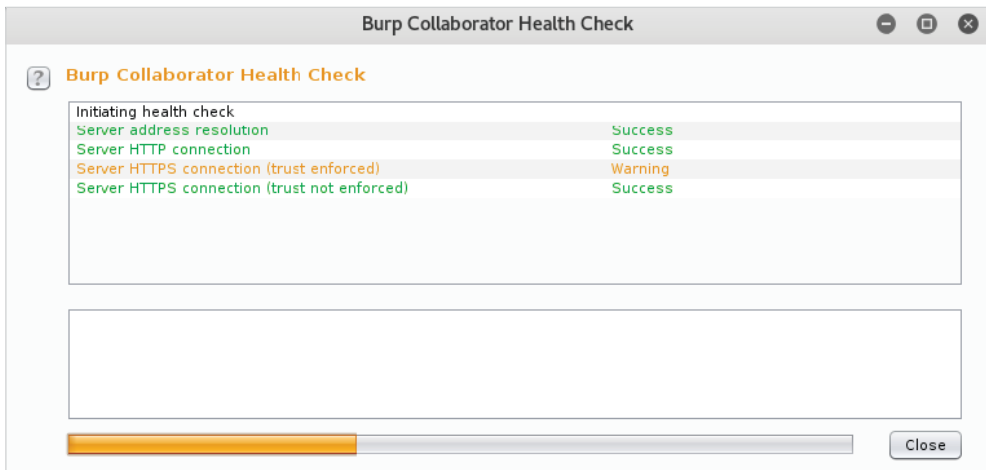 Burp Collaborator Health Check
? Burp Collaborator Health Check
Initiating health check
Server address resolution Success
Server HTTP connection Success
Server HTTPS connection (trust enforced) Warning
Server HTTPS connection (trust not enforced) Success
Close